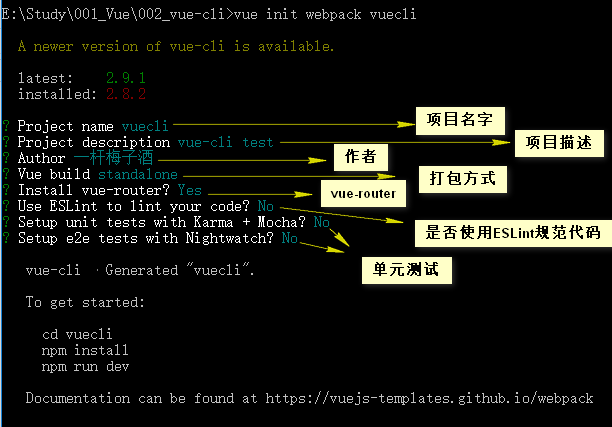 E:\Study\001_Vue\002_vue-cli>vue init webpack vuecli
A newer version of vue-cli is available.
latest: 2.9.1
installed: 2.8.2
? Project name vuecli
项目名字
? Project description vue-cli test
项目描述
? Author 一杆梅子酒
作者
? Vue build standalone
打包方式
? Install vue-router? Yes
vue-router
? Use ESLint to lint your code? No
是否使用ESLint规范代码
? Setup unit tests with Karma + Mocha? No
? Setup e2e tests with Nightwatch? No
单元测试
vue-cli · Generated "vuecli".
To get started:
cd vuecli
npm install
npm run dev
Documentation can be found at https://vuejs-templates.github.io/webpack